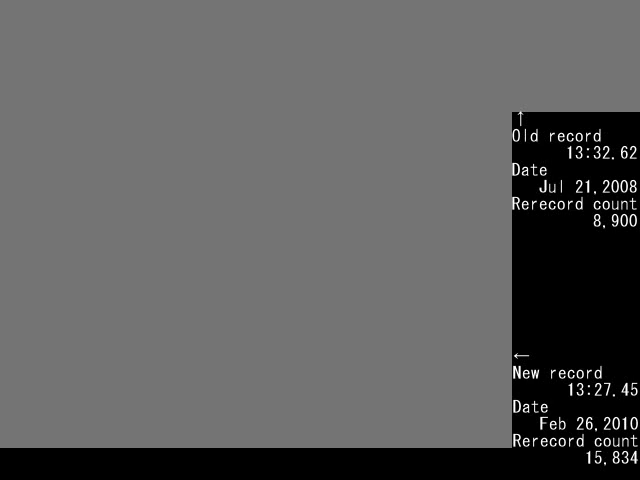 ↑
Old record
13:32.62
Date
Jul 21,2008
Rerecord count
8,900
←
New record
13:27.45
Date
Feb 26,2010
Rerecord count
15,834